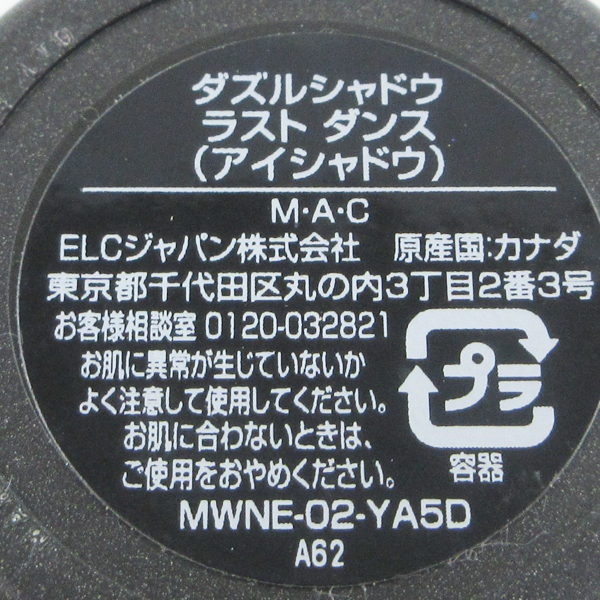 ダズルシャドウ
ラスト ダンス
(アイシャドウ)
M・A・C
ELCジャパン株式会社 原産国:カナダ
東京都千代田区丸の内3丁目2番3号
お客様相談室 0120-032821
お肌に異常が生じていないか
よく注意して使用してください。
お肌に合わないときは、
ご使用をおやめください。
プラ
容器
MWNE-02-YA5D
A62